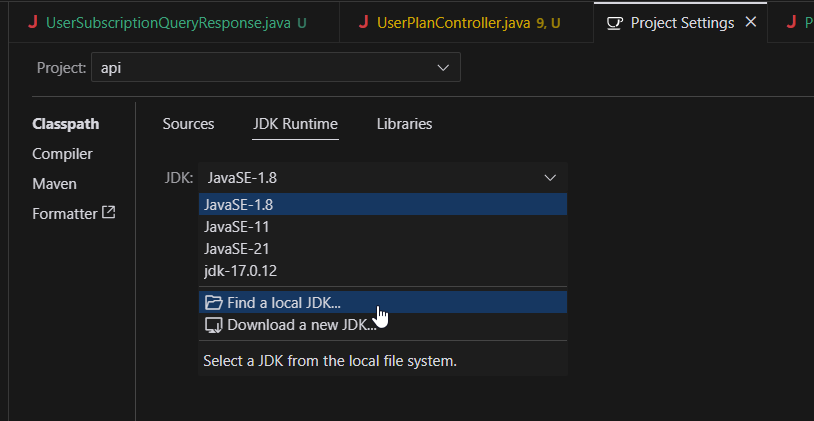 UserSubscriptionQueryResponse.java U
UserPlanController.java 9, U
Project Settings
P
Project: api
Classpath
Compiler
Maven
Formatter
Sources JDK Runtime Libraries
JDK: JavaSE-1.8
JavaSE-1.8
JavaSE-11
JavaSE-21
jdk-17.0.12
Find a local JDK...
Download a new JDK...
Select a JDK from the local file system.